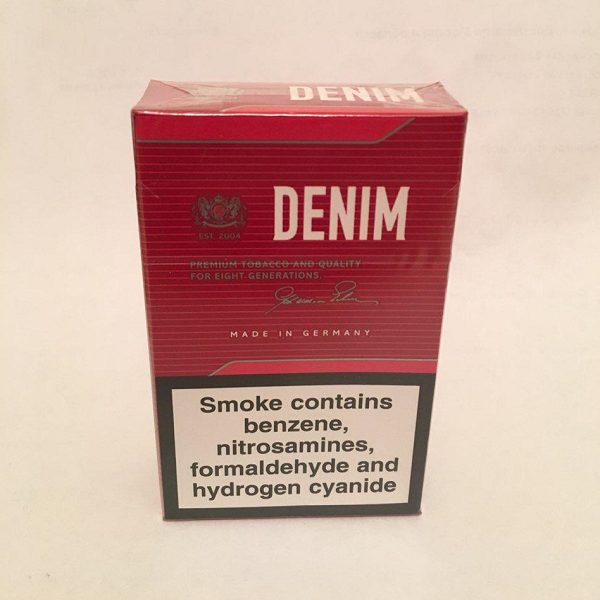 DENIM
DENIM
EST. 2004
PREMIUM TOBACCO AND QUALITY
FOR EIGHT GENERATIONS.
MADE IN GERMANY
Smoke contains
benzene,
nitrosamines,
formaldehyde and
hydrogen cyanide